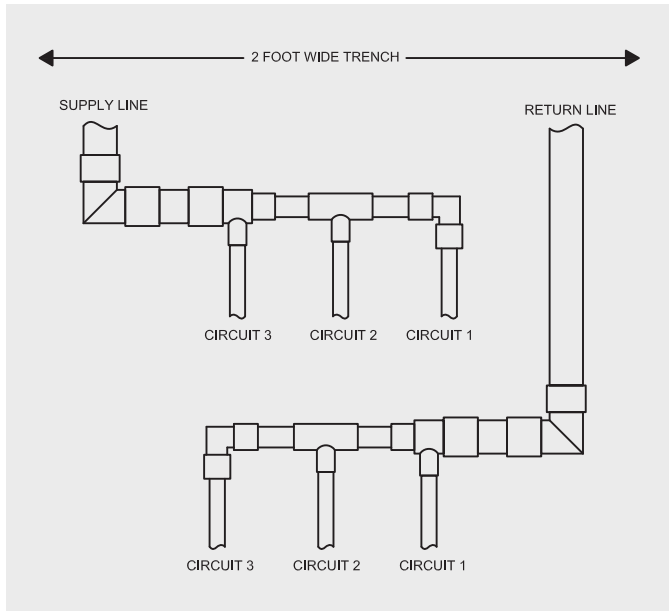 2 FOOT WIDE TRENCH
SUPPLY LINE
RETURN LINE
CIRCUIT 3 CIRCUIT 2 CIRCUIT 1
CIRCUIT 3 CIRCUIT 2 CIRCUIT 1